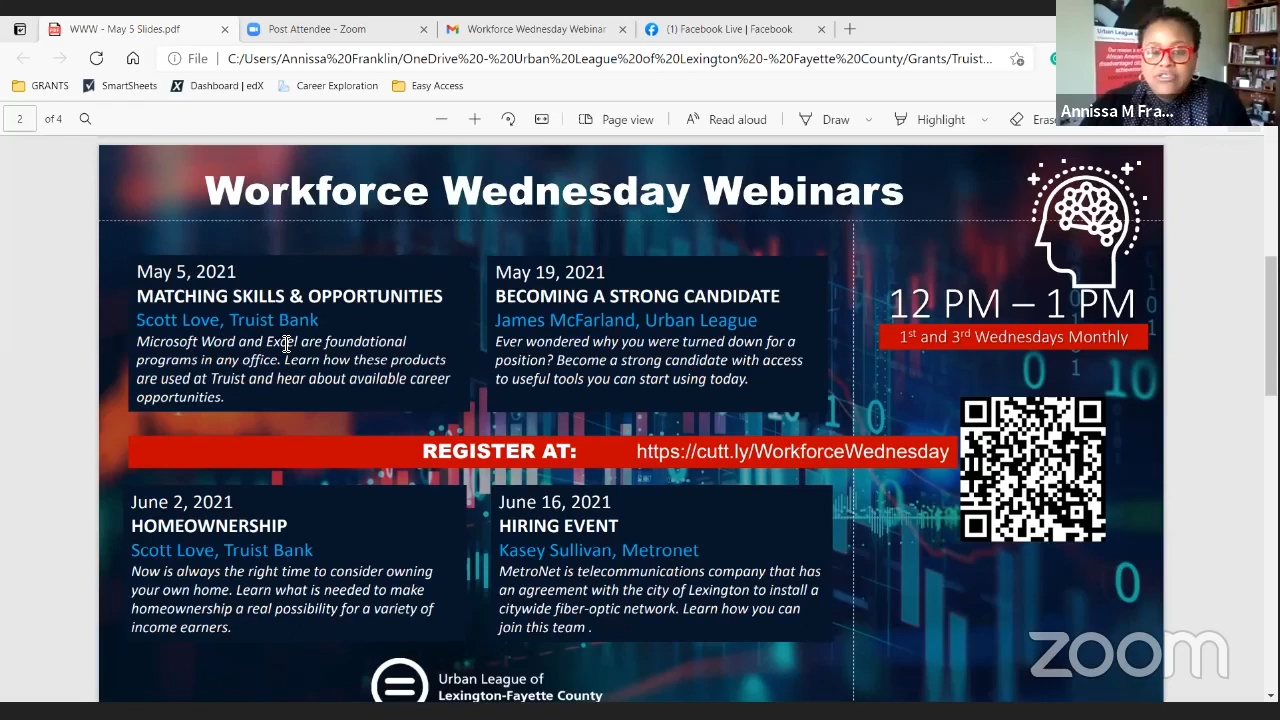 WWW - May 5 Slides.pdf
Post Attendee - Zoom
Workforce Wednesday Webinar
(1) Facebook Live | Facebook
File
C:/Users/Annissa%20Franklin/
Grants/Truist...
GRANTS
SmartSheets
Dashboard | edX
Career Exploration
Easy Access
2
of 4
Page view
Read aloud
Draw
Highlight
Urban League
Annissa M Fra...
Workforce Wednesday Webinars
May 5, 2021
MATCHING SKILLS & OPPORTUNITIES
Scott Love, Truist Bank
Microsoft Word and Excel are foundational
programs in any office. Learn how these products
are used at Truist and hear about available career
opportunities.
May 19, 2021
BECOMING A STRONG CANDIDATE
James McFarland, Urban League
Ever wondered why you were turned down for a
position? Become a strong candidate with access
to useful tools you can start using today.
12 PM – 1 PM
1st and 3rd Wednesdays Monthly
REGISTER AT: https://cutt.ly/WorkforceWednesday
June 2, 2021
HOMEOWNERSHIP
Scott Love, Truist Bank
Now is always the right time to consider owning
your own home. Learn what is needed to make
homeownership a real possibility for a variety of
income earners.
June 16, 2021
HIRING EVENT
Kasey Sullivan, Metronet
MetroNet is telecommunications company that has
an agreement with the city of Lexington to install a
citywide fiber-optic network. Learn how you can
join this team .
Urban League of
Lexington-Fayette County
zoom